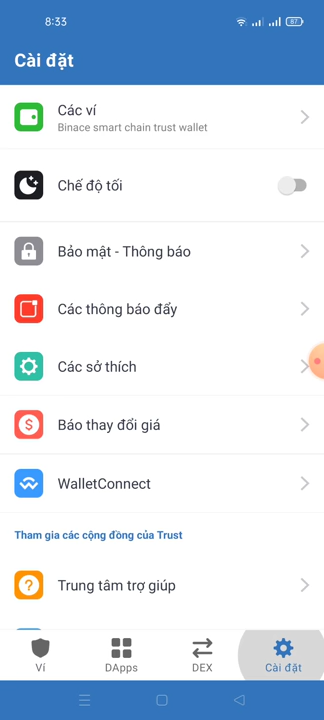 8:33
87
Cài đặt
Các ví
Binace smart chain trust wallet
Chế độ tối
Bảo mật - Thông báo
Các thông báo đẩy
Các sở thích
Báo thay đổi giá
WalletConnect
Tham gia các cộng đồng của Trust
Trung tâm trợ giúp
Ví
DApps
DEX
Cài đặt